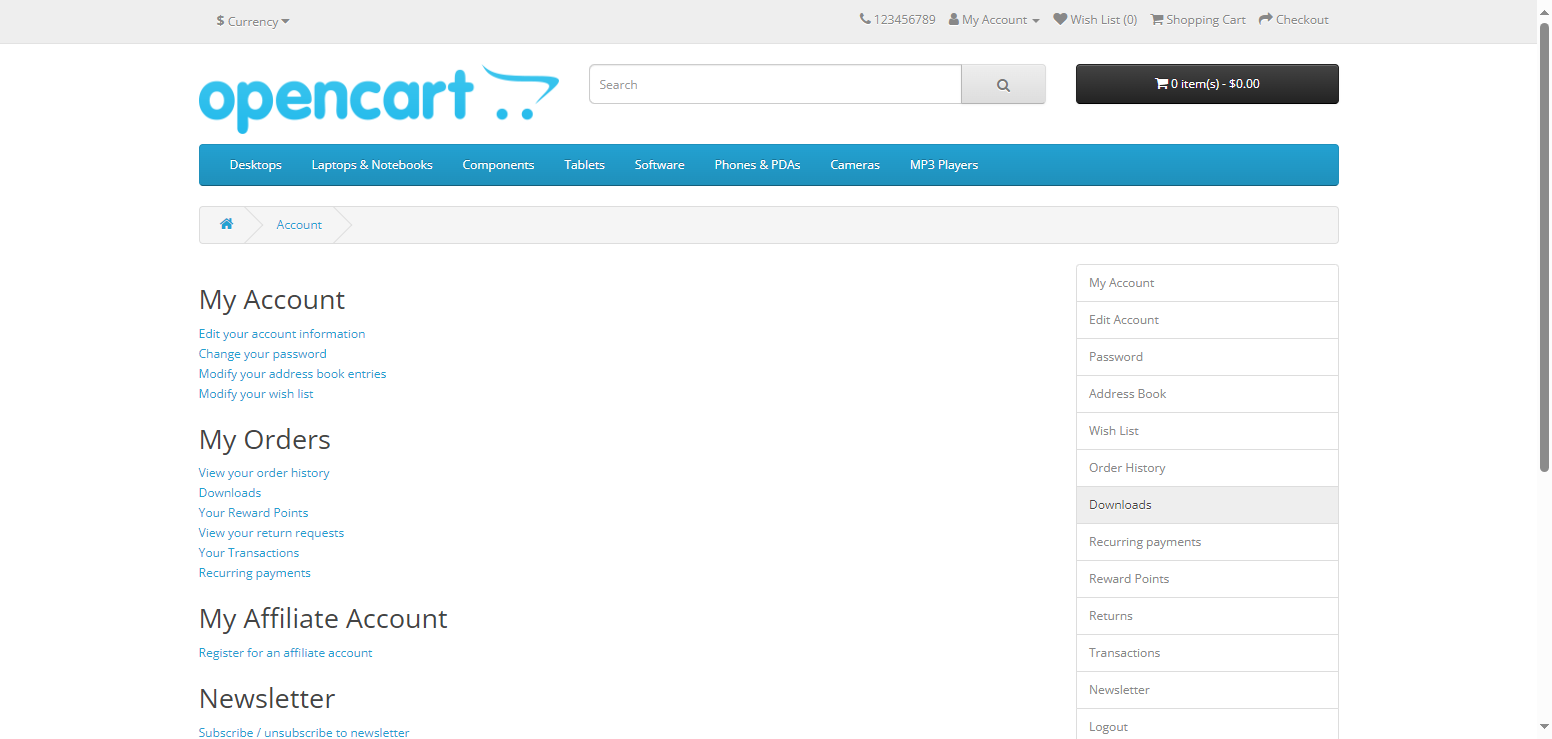 $ Currency
123456789 My Account Wish List (0) Shopping Cart Checkout
opencart
Search
0 item(s) - $0.00
Desktops Laptops & Notebooks Components Tablets Software Phones & PDAs Cameras MP3 Players
Account
My Account
Edit your account information
Change your password
Modify your address book entries
Modify your wish list
My Orders
View your order history
Downloads
Your Reward Points
View your return requests
Your Transactions
Recurring payments
My Affiliate Account
Register for an affiliate account
Newsletter
Subscribe / unsubscribe to newsletter
My Account
Edit Account
Password
Address Book
Wish List
Order History
Downloads
Recurring payments
Reward Points
Returns
Transactions
Newsletter
Logout